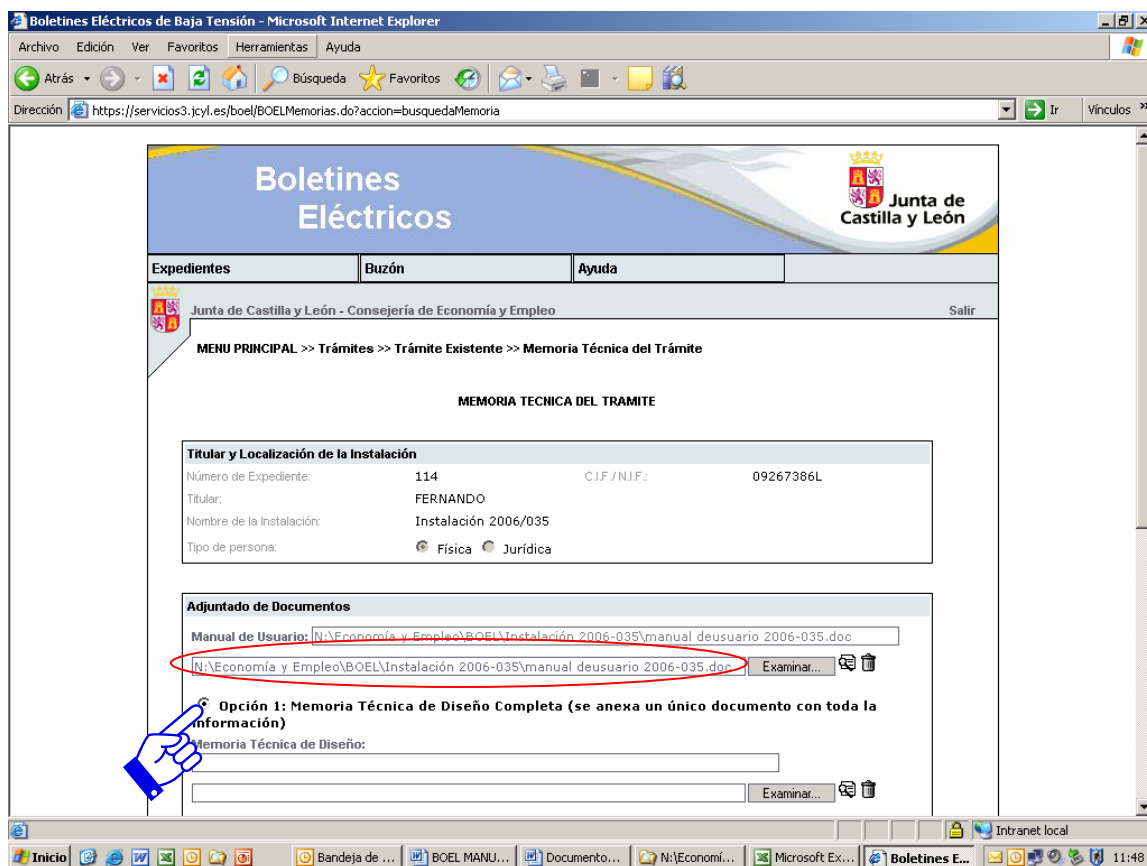 Boletines Eléctricos de Baja Tensión - Microsoft Internet Explorer
Archivo Edición Ver Favoritos Herramientas Ayuda
Atrás Búsqueda Favoritos
Dirección https://servicios3.jcyl.es/boel/BOELMemorias.do?accion=busquedaMemoria Ir Vínculos »
Boletines
Eléctricos
Junta de
Castilla y León
Expedientes Buzón Ayuda
Junta de Castilla y León - Consejería de Economía y Empleo Salir
MENU PRINCIPAL >> Trámites >> Trámite Existente >> Memoria Técnica del Trámite
MEMORIA TECNICA DEL TRAMITE
Titular y Localización de la Instalación
Número de Expediente: 114 C.I.F./N.I.F.: 09267386L
Titular: FERNANDO
Nombre de la Instalación: Instalación 2006/035
Tipo de persona: Física Jurídica
Adjuntado de Documentos
Manual de Usuario: N:\Economía y Empleo\BOEL\Instalación 2006-035\manual deusuario 2006-035.doc
N:\Economía y Empleo\BOEL\Instalación 2006-035\manual deusuario 2006-035.doc Examinar...
Opción 1: Memoria Técnica de Diseño Completa (se anexa un único documento con toda la
información)
Memoria Técnica de Diseño:
Examinar...
Intranet local
Inicio Bandeja de ... BOEL MANU... Documento... N:\Economí... Microsoft Ex... Boletines E... 11:48